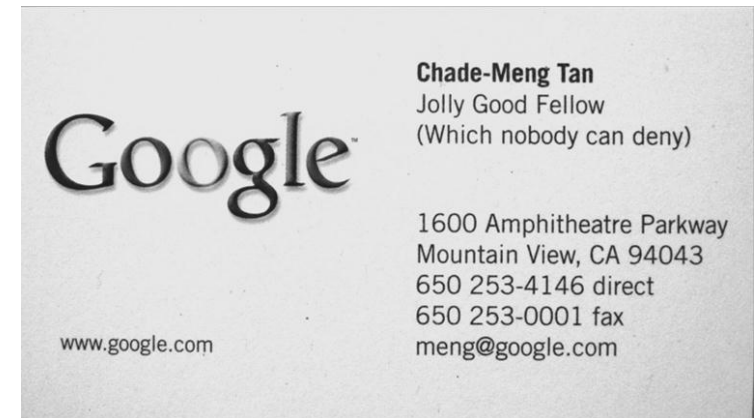 Google™
Chade-Meng Tan
Jolly Good Fellow
(Which nobody can deny)
1600 Amphitheatre Parkway
Mountain View, CA 94043
650 253-4146 direct
650 253-0001 fax
meng@google.com
www.google.com